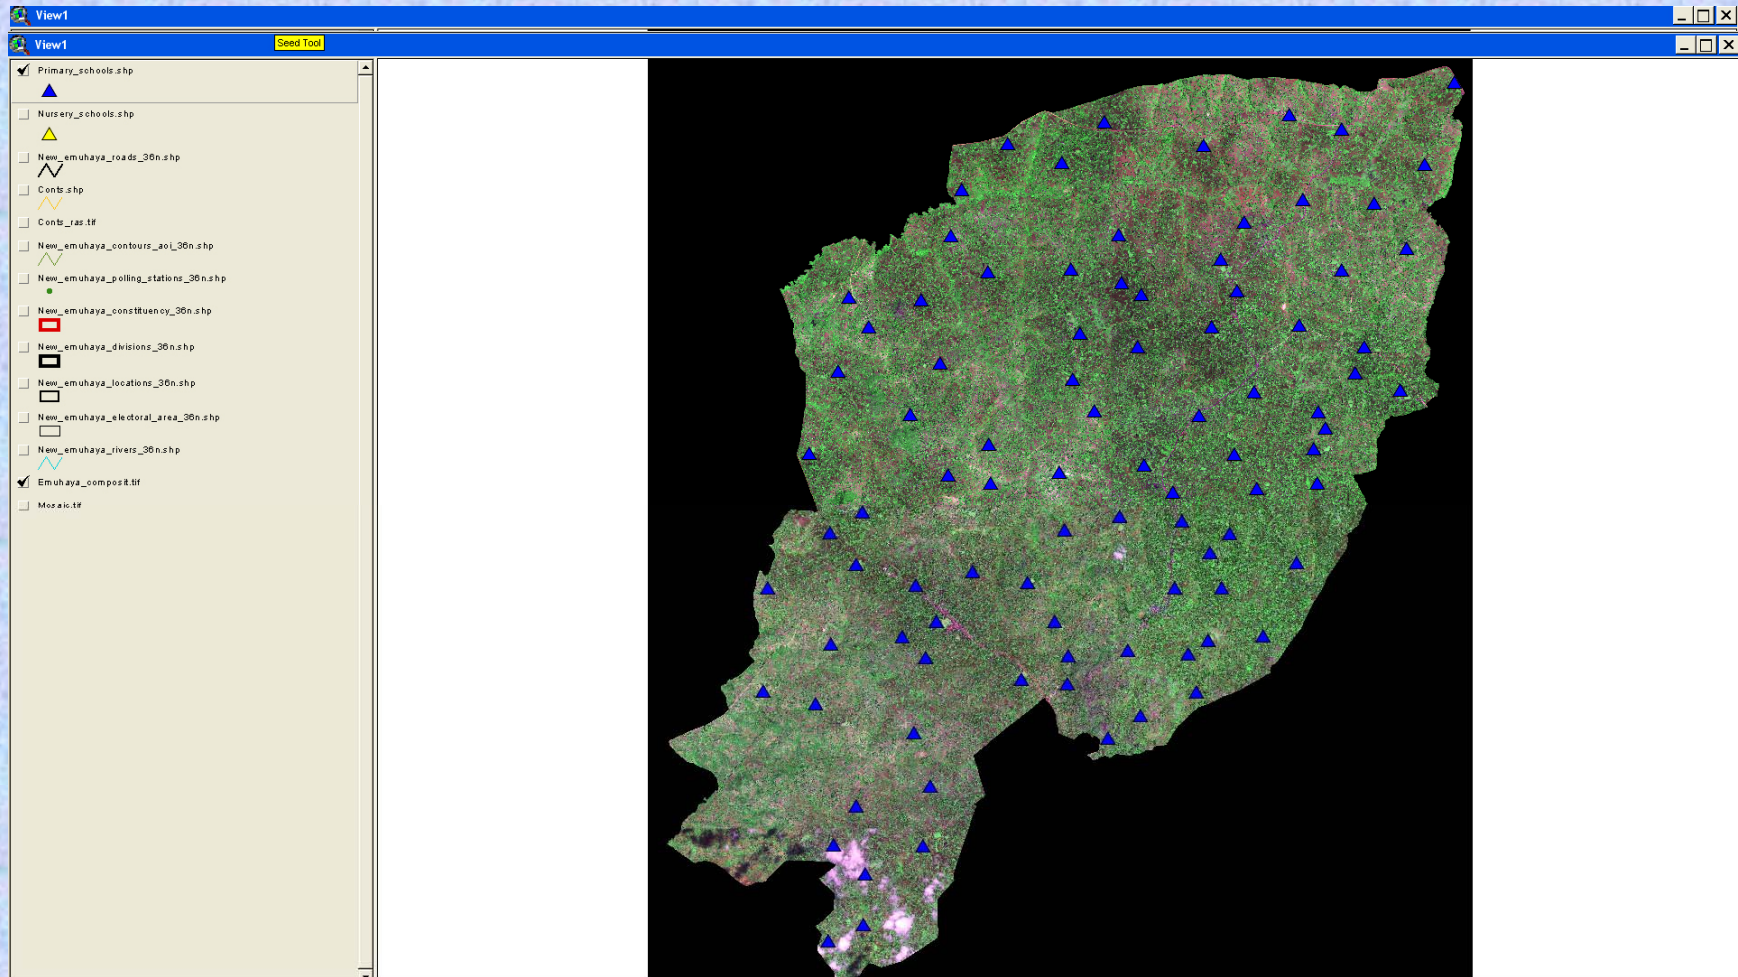 View1
View1
Seed Tool
Primary_schools.shp
Nursery_schools.shp
New_emuhaya_roads_36n.shp
Conts.shp
Conts_ras.tif
New_emuhaya_contours_aoi_36n.shp
New_emuhaya_polling_stations_36n.shp
New_emuhaya_constituency_36n.shp
New_emuhaya_divisions_36n.shp
New_emuhaya_locations_36n.shp
New_emuhaya_electoral_area_36n.shp
New_emuhaya_rivers_36n.shp
Emuhaya_composit.tif
Mosaic.tif